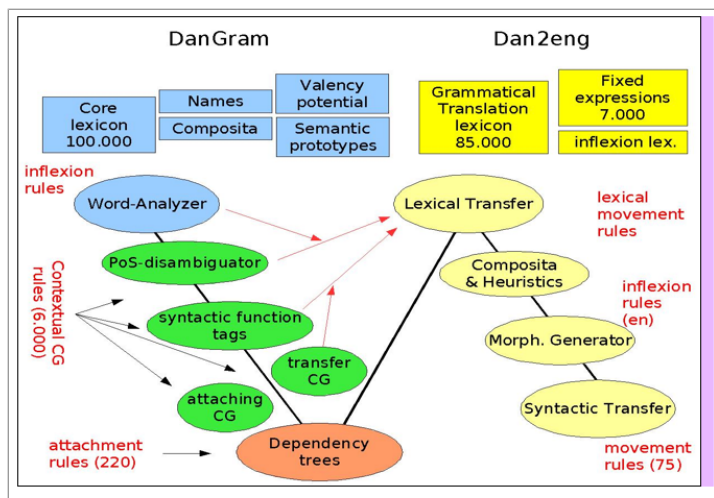 DanGram
Dan2eng
Core
lexicon
100.000
Names
Composita
Valency
potential
Semantic
prototypes
Grammatical
Translation
lexicon
85.000
Fixed
expressions
7.000
inflexion lex.
inflexion
rules
Word-Analyzer
Lexical Transfer
lexical
movement
rules
PoS-disambiguator
Composita
& Heuristics
Contextual CG
rules (6.000)
syntactic function
tags
inflexion
rules
(en)
Morph. Generator
transfer
CG
attaching
CG
Syntactic Transfer
attachment
rules (220)
Dependency
trees
movement
rules (75)